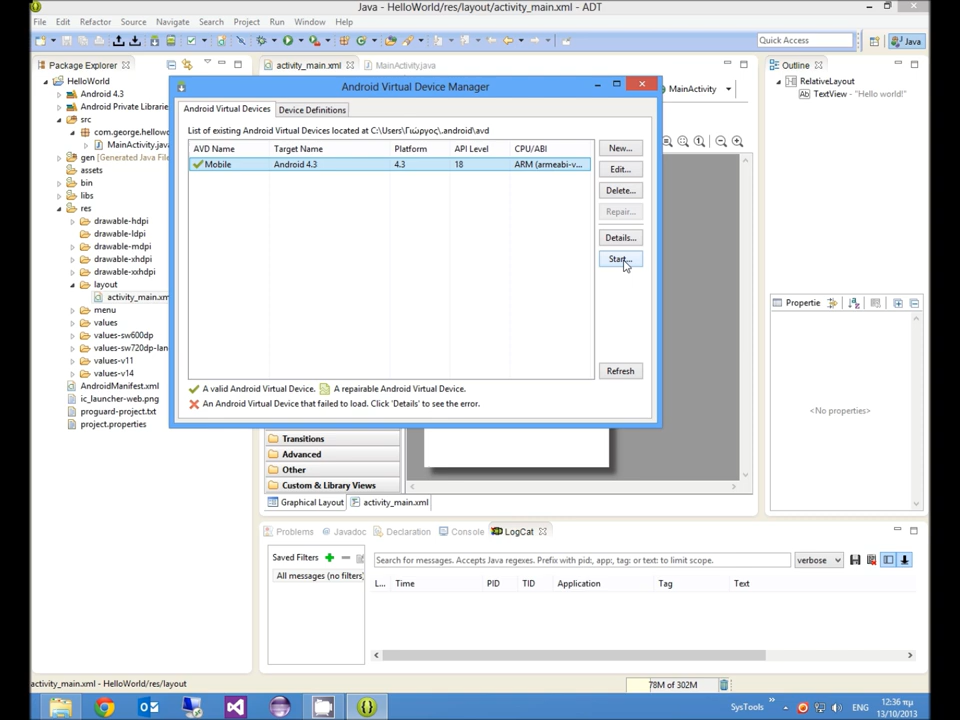 Java - HelloWorld/res/layout/activity_main.xml - ADT
File Edit Refactor Source Navigate Search Project Run Window Help
Quick Access
Java
Package Explorer
HelloWorld
Android 4.3
Android Private Librarie
src
com.george.hellowo
MainActivity.java
gen [Generated Java File
assets
bin
libs
res
drawable-hdpi
drawable-ldpi
drawable-mdpi
drawable-xhdpi
drawable-xxhdpi
layout
activity_main.xm
menu
values
values-sw600dp
values-sw720dp-lan
values-v11
values-v14
AndroidManifest.xml
ic_launcher-web.png
proguard-project.txt
project.properties
activity_main.xml
MainActivity.java
MainActivity
Android Virtual Device Manager
Android Virtual Devices
Device Definitions
List of existing Android Virtual Devices located at C:\Users\Γιώργος\.android\avd
AVD Name Target Name Platform API Level CPU/ABI
Mobile Android 4.3 4.3 18 ARM (armeabi-v...
New...
Edit...
Delete...
Repair...
Details...
Start...
Refresh
A valid Android Virtual Device.
A repairable Android Virtual Device.
An Android Virtual Device that failed to load. Click 'Details' to see the error.
Transitions
Advanced
Other
Custom & Library Views
Graphical Layout
activity_main.xml
Outline
RelativeLayout
Ab TextView - "Hello world!"
Propertie
<No properties>
Problems
Javadoc
Declaration
Console
LogCat
Saved Filters
All messages (no filters)
Search for messages. Accepts Java regexes. Prefix with pid:, app:, tag: or text: to limit scope.
verbose
L... Time PID TID Application Tag Text
activity_main.xml - HelloWorld/res/layout
78M of 302M
SysTools
ENG
12:36 πμ
13/10/2013